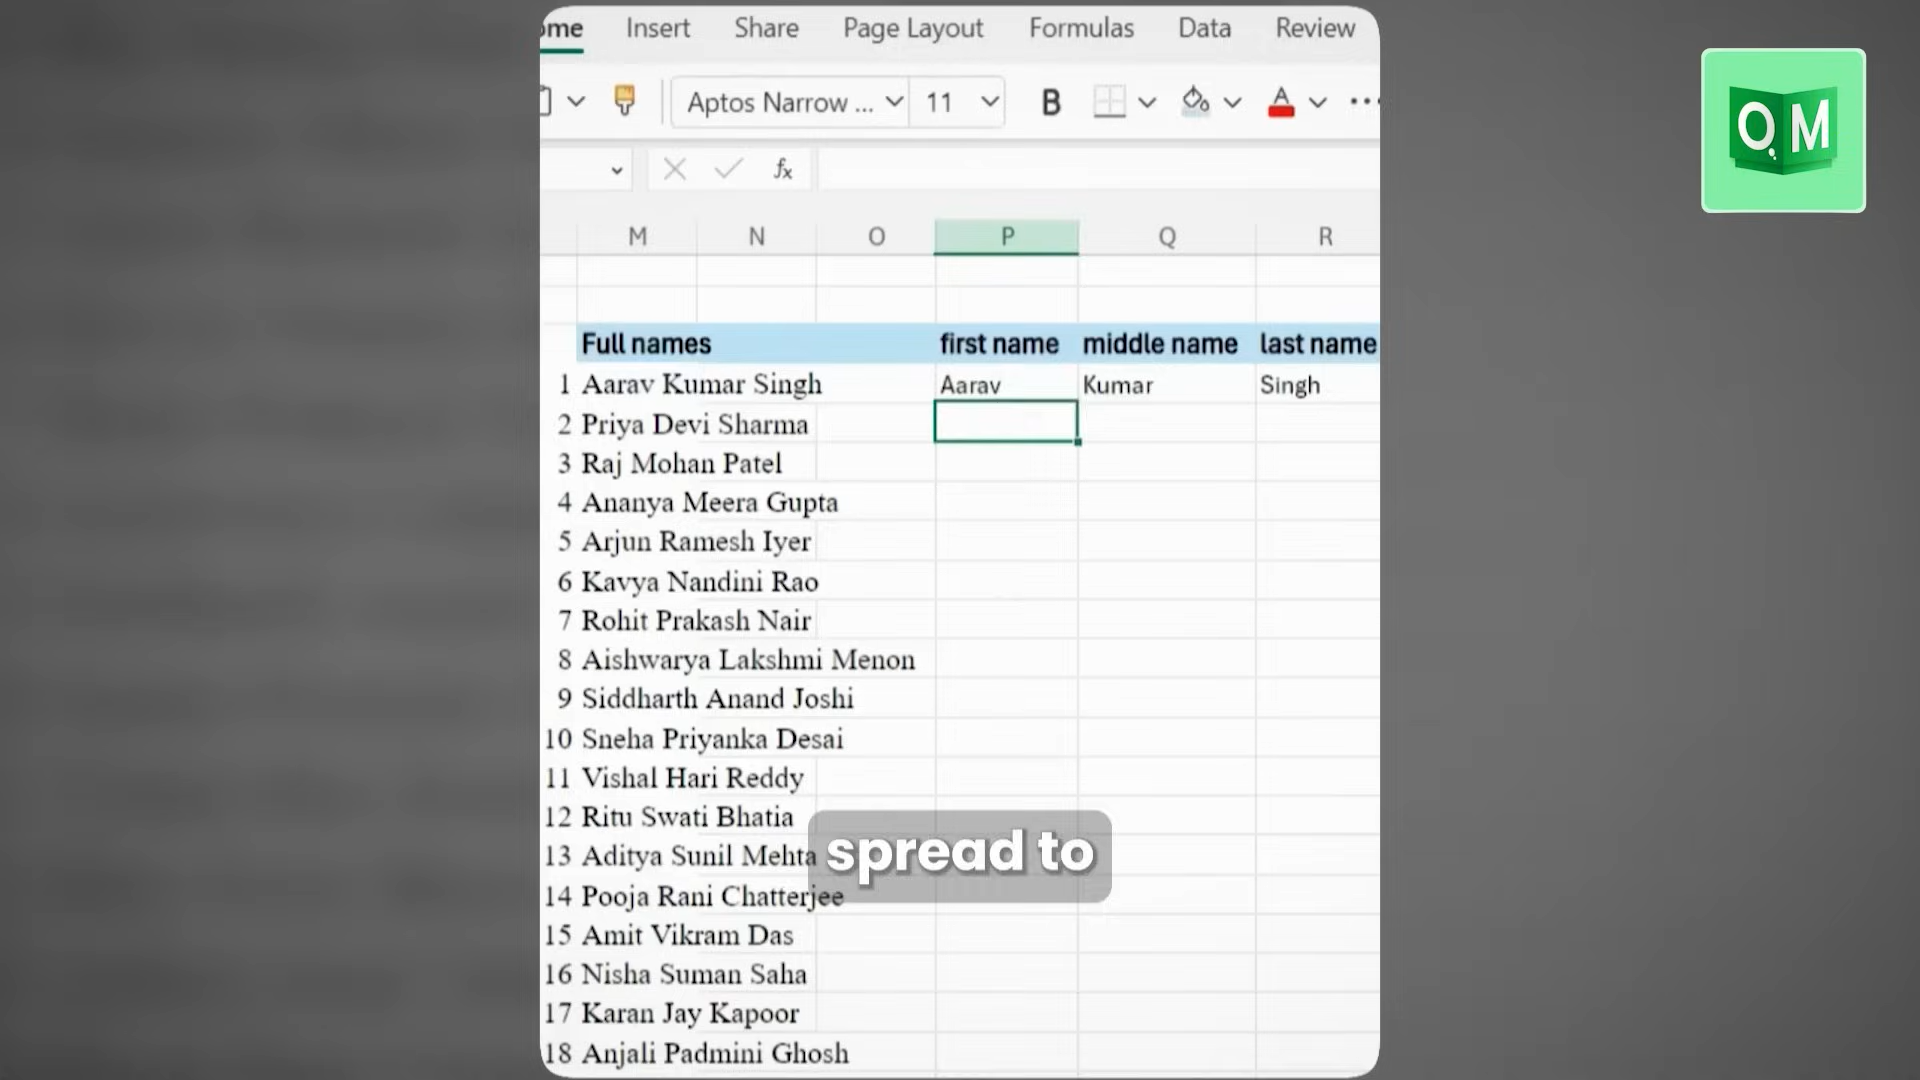 ome Insert Share Page Layout Formulas Data Review
Aptos Narrow ... 11 B A ...
fx
M N O P Q R
Full names first name middle name last name
1 Aarav Kumar Singh Aarav Kumar Singh
2 Priya Devi Sharma
3 Raj Mohan Patel
4 Ananya Meera Gupta
5 Arjun Ramesh Iyer
6 Kavya Nandini Rao
7 Rohit Prakash Nair
8 Aishwarya Lakshmi Menon
9 Siddharth Anand Joshi
10 Sneha Priyanka Desai
11 Vishal Hari Reddy
12 Ritu Swati Bhatia
13 Aditya Sunil Mehta
spread to
14 Pooja Rani Chatterjee
15 Amit Vikram Das
16 Nisha Suman Saha
17 Karan Jay Kapoor
18 Anjali Padmini Ghosh
QM